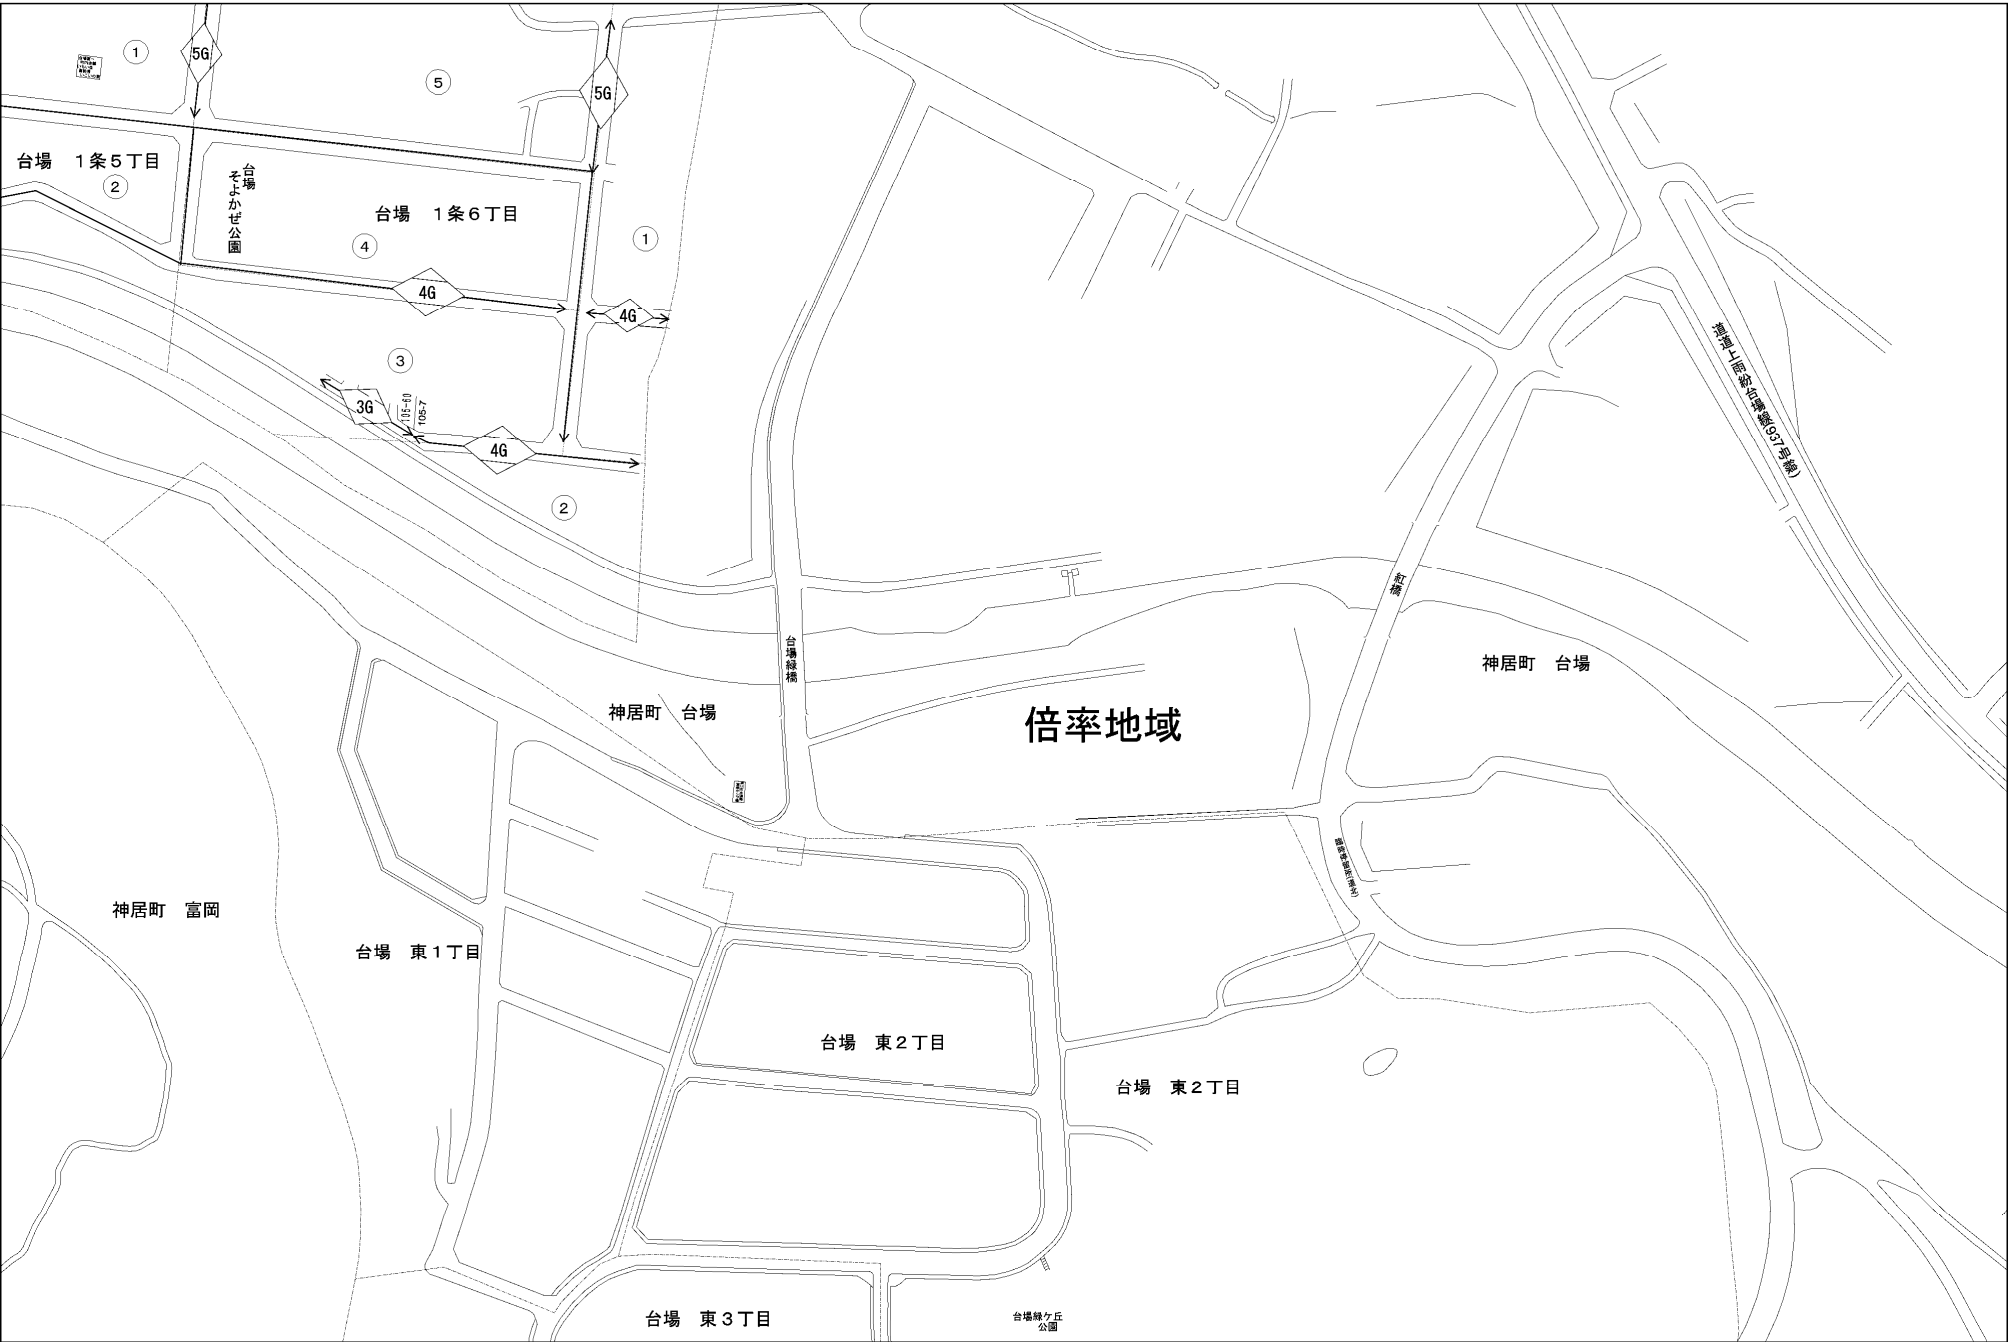 ①
5G
⑤
5G
台場　１条５丁目
②
台場
そよかぜ公園
台場　１条６丁目
④
①
4G
4G
③
3G
105-60
105-7
4G
②
道道上雨紛台場線(937号線)
紅橋
台場緑橋
神居町　台場
神居町　台場
倍率地域
神居町　富岡
台場　東１丁目
台場　東２丁目
台場　東２丁目
台場　東３丁目
台場緑ケ丘
公園